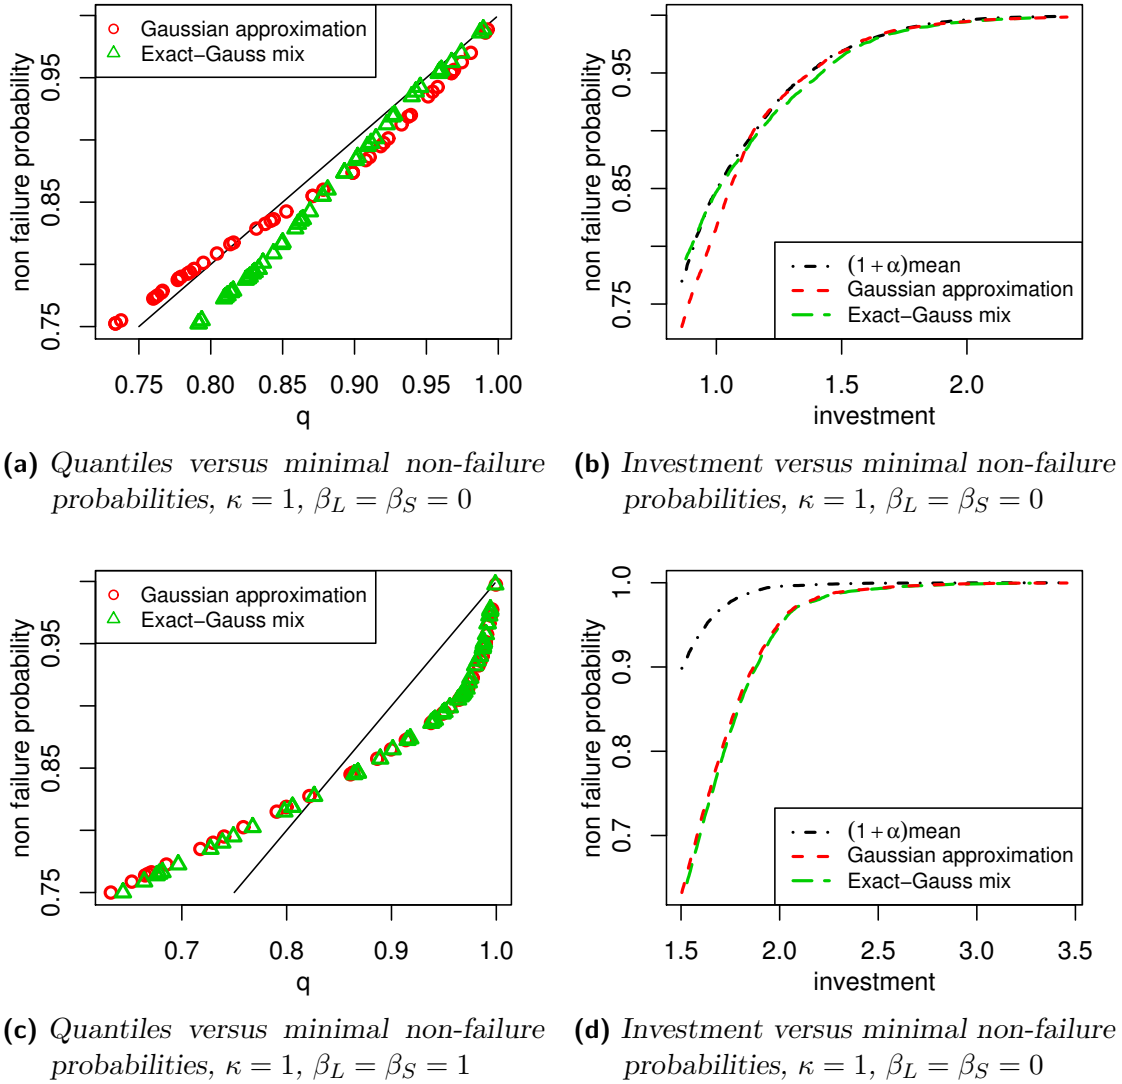 Gaussian approximation
Exact−Gauss mix
non failure probability
0.75
0.85
0.95
0.75
0.80
0.85
0.90
0.95
1.00
q
(a) Quantiles versus minimal non-failure
probabilities, κ = 1, βL = βS = 0
non failure probability
0.75
0.85
0.95
(1+α)mean
Gaussian approximation
Exact−Gauss mix
1.0
1.5
2.0
investment
(b) Investment versus minimal non-failure
probabilities, κ = 1, βL = βS = 0
Gaussian approximation
Exact−Gauss mix
non failure probability
0.75
0.85
0.95
0.7
0.8
0.9
1.0
q
(c) Quantiles versus minimal non-failure
probabilities, κ = 1, βL = βS = 1
non failure probability
0.7
0.8
0.9
1.0
(1+α)mean
Gaussian approximation
Exact−Gauss mix
1.5
2.0
2.5
3.0
3.5
investment
(d) Investment versus minimal non-failure
probabilities, κ = 1, βL = βS = 0